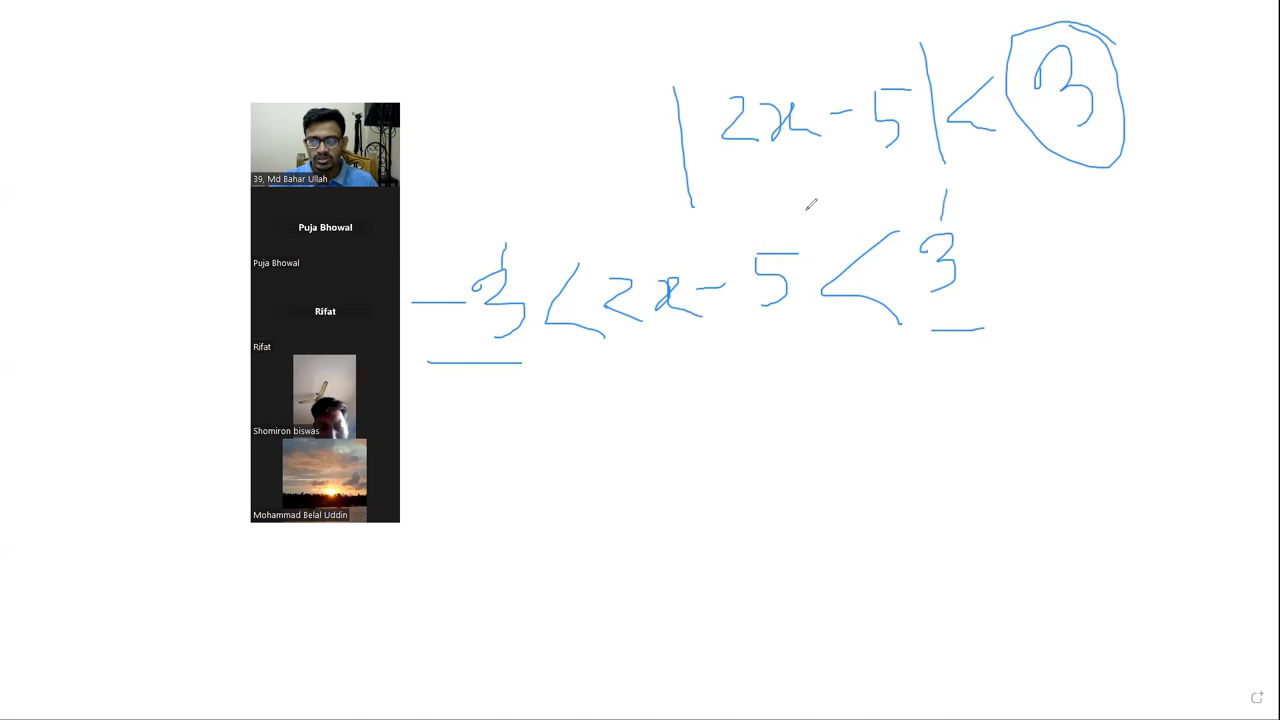 |2x-5|<3
-3<2x-5<3
39, Md Bahar Ullah
Puja Bhowal
Puja Bhowal
Rifat
Rifat
Shomiron biswas
Mohammad Belal Uddin